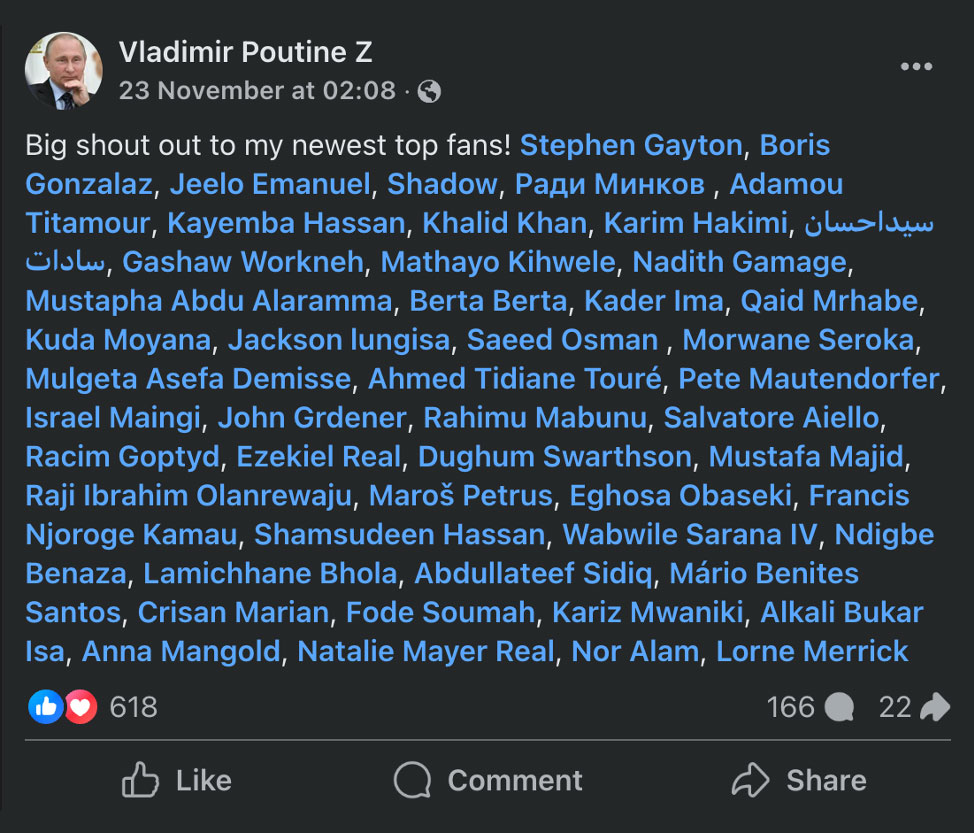 Vladimir Poutine Z
23 November at 02:08 ·
Big shout out to my newest top fans! Stephen Gayton, Boris
Gonzalaz, Jeelo Emanuel, Shadow, Ради Минков , Adamou
Titamour, Kayemba Hassan, Khalid Khan, Karim Hakimi, سیداحسان
سادات, Gashaw Workneh, Mathayo Kihwele, Nadith Gamage,
Mustapha Abdu Alaramma, Berta Berta, Kader Ima, Qaid Mrhabe,
Kuda Moyana, Jackson lungisa, Saeed Osman , Morwane Seroka,
Mulgeta Asefa Demisse, Ahmed Tidiane Touré, Pete Mautendorfer,
Israel Maingi, John Grdener, Rahimu Mabunu, Salvatore Aiello,
Racim Goptyd, Ezekiel Real, Dughum Swarthson, Mustafa Majid,
Raji Ibrahim Olanrewaju, Maroš Petrus, Eghosa Obaseki, Francis
Njoroge Kamau, Shamsudeen Hassan, Wabwile Sarana IV, Ndigbe
Benaza, Lamichhane Bhola, Abdullateef Sidiq, Mário Benites
Santos, Crisan Marian, Fode Soumah, Kariz Mwaniki, Alkali Bukar
Isa, Anna Mangold, Natalie Mayer Real, Nor Alam, Lorne Merrick
618 166 22
Like Comment Share